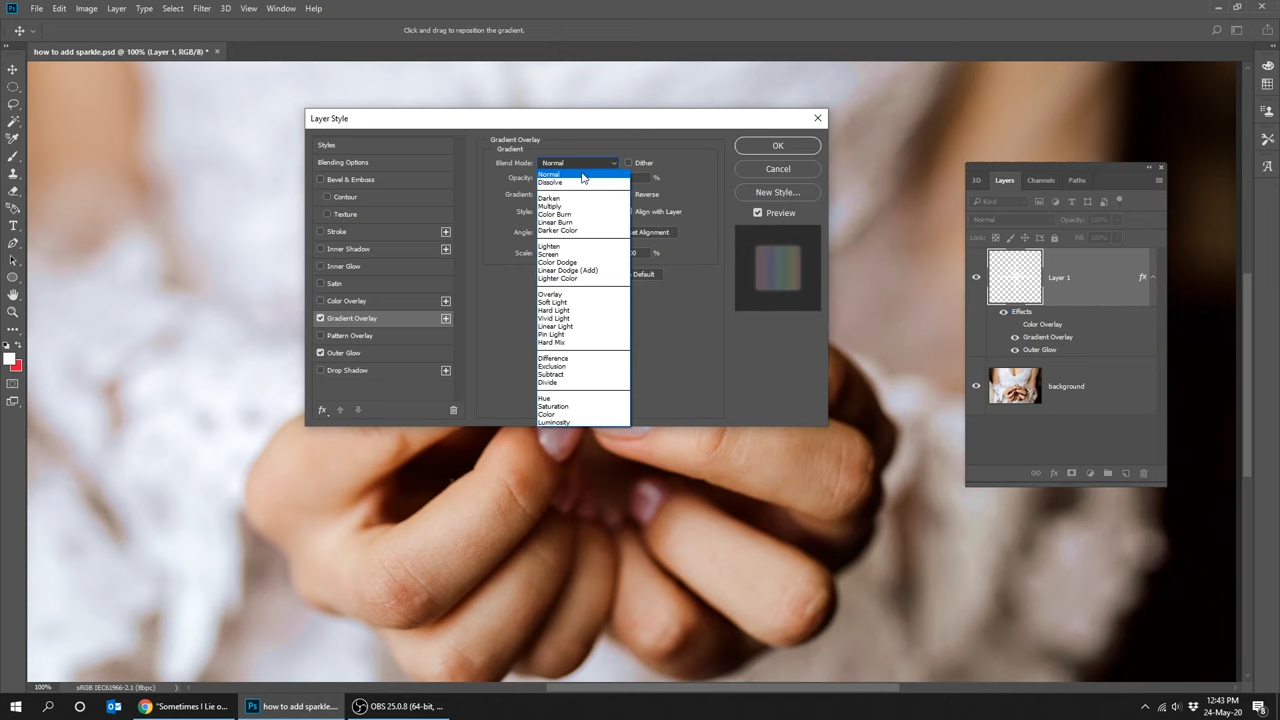 Ps File Edit Image Layer Type Select Filter 3D View Window Help
Click and drag to reposition the gradient.
how to add sparkle.psd @ 100% (Layer 1, RGB/8) *
Layer Style
Styles
Blending Options
Bevel & Emboss
Contour
Texture
Stroke
Inner Shadow
Inner Glow
Satin
Color Overlay
Gradient Overlay
Pattern Overlay
Outer Glow
Drop Shadow
fx
Gradient Overlay
Gradient
Blend Mode: Normal Dither
Opacity: %
Gradient: Reverse
Style: Align with Layer
Angle: set Alignment
Scale: 00 %
Default
Normal
Dissolve
Darken
Multiply
Color Burn
Linear Burn
Darker Color
Lighten
Screen
Color Dodge
Linear Dodge (Add)
Lighter Color
Overlay
Soft Light
Hard Light
Vivid Light
Linear Light
Pin Light
Hard Mix
Difference
Exclusion
Subtract
Divide
Hue
Saturation
Color
Luminosity
OK
Cancel
New Style...
Preview
3D Layers Channels Paths
Kind
Normal Opacity: 100%
Lock: Fill: 100%
Layer 1 fx
Effects
Color Overlay
Gradient Overlay
Outer Glow
background
fx
100% sRGB IEC61966-2.1 (8bpc)
"Sometimes I Lie o... Ps how to add sparkle.... OBS 25.0.8 (64-bit, ...
12:43 PM
24-May-20